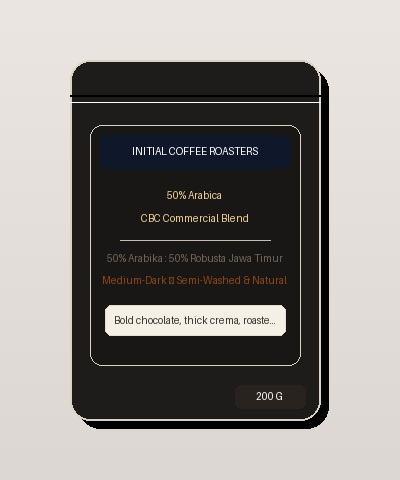 INITIAL COFFEE ROASTERS
50% Arabica
CBC Commercial Blend
50% Arabika : 50% Robusta Jawa Timur
Medium-Dark ▯ Semi-Washed & Natural
Bold chocolate, thick crema, roaste...
200 G